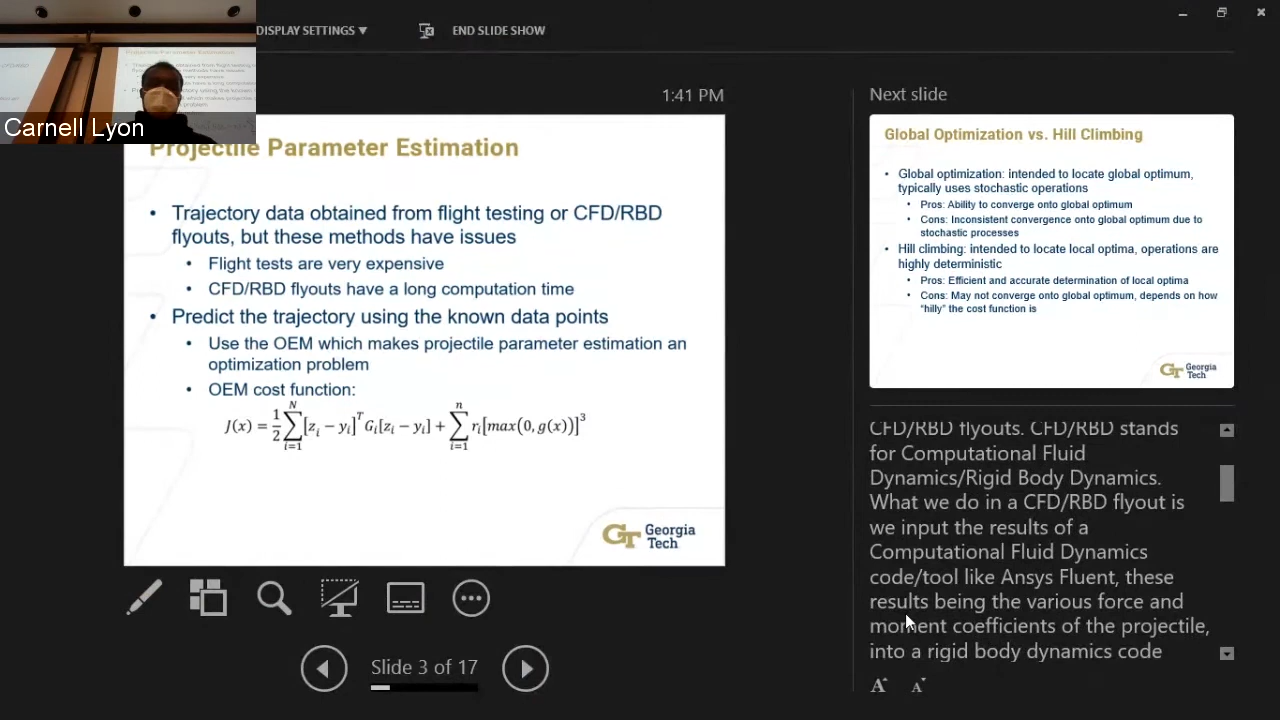 DISPLAY SETTINGS ▼
END SLIDE SHOW
Carnell Lyon
1:41 PM
Projectile Parameter Estimation
• Trajectory data obtained from flight testing or CFD/RBD
flyouts, but these methods have issues
• Flight tests are very expensive
• CFD/RBD flyouts have a long computation time
• Predict the trajectory using the known data points
• Use the OEM which makes projectile parameter estimation an
optimization problem
• OEM cost function:
J(x) = 1/2 ∑_{i=1}^{N} [z_i − y_i]^T G_i[z_i − y_i] + ∑_{i=1}^{n} r_i[max(0, g(x))]^3
GT Georgia
Tech
Slide 3 of 17
Next slide
Global Optimization vs. Hill Climbing
• Global optimization: intended to locate global optimum,
typically uses stochastic operations
• Pros: Ability to converge onto global optimum
• Cons: Inconsistent convergence onto global optimum due to
stochastic processes
• Hill climbing: intended to locate local optima, operations are
highly deterministic
• Pros: Efficient and accurate determination of local optima
• Cons: May not converge onto global optimum, depends on how
"hilly" the cost function is
GT Georgia
Tech
CFD/RBD flyouts. CFD/RBD stands
for Computational Fluid
Dynamics/Rigid Body Dynamics.
What we do in a CFD/RBD flyout is
we input the results of a
Computational Fluid Dynamics
code/tool like Ansys Fluent, these
results being the various force and
moment coefficients of the projectile,
into a rigid body dynamics code
A A